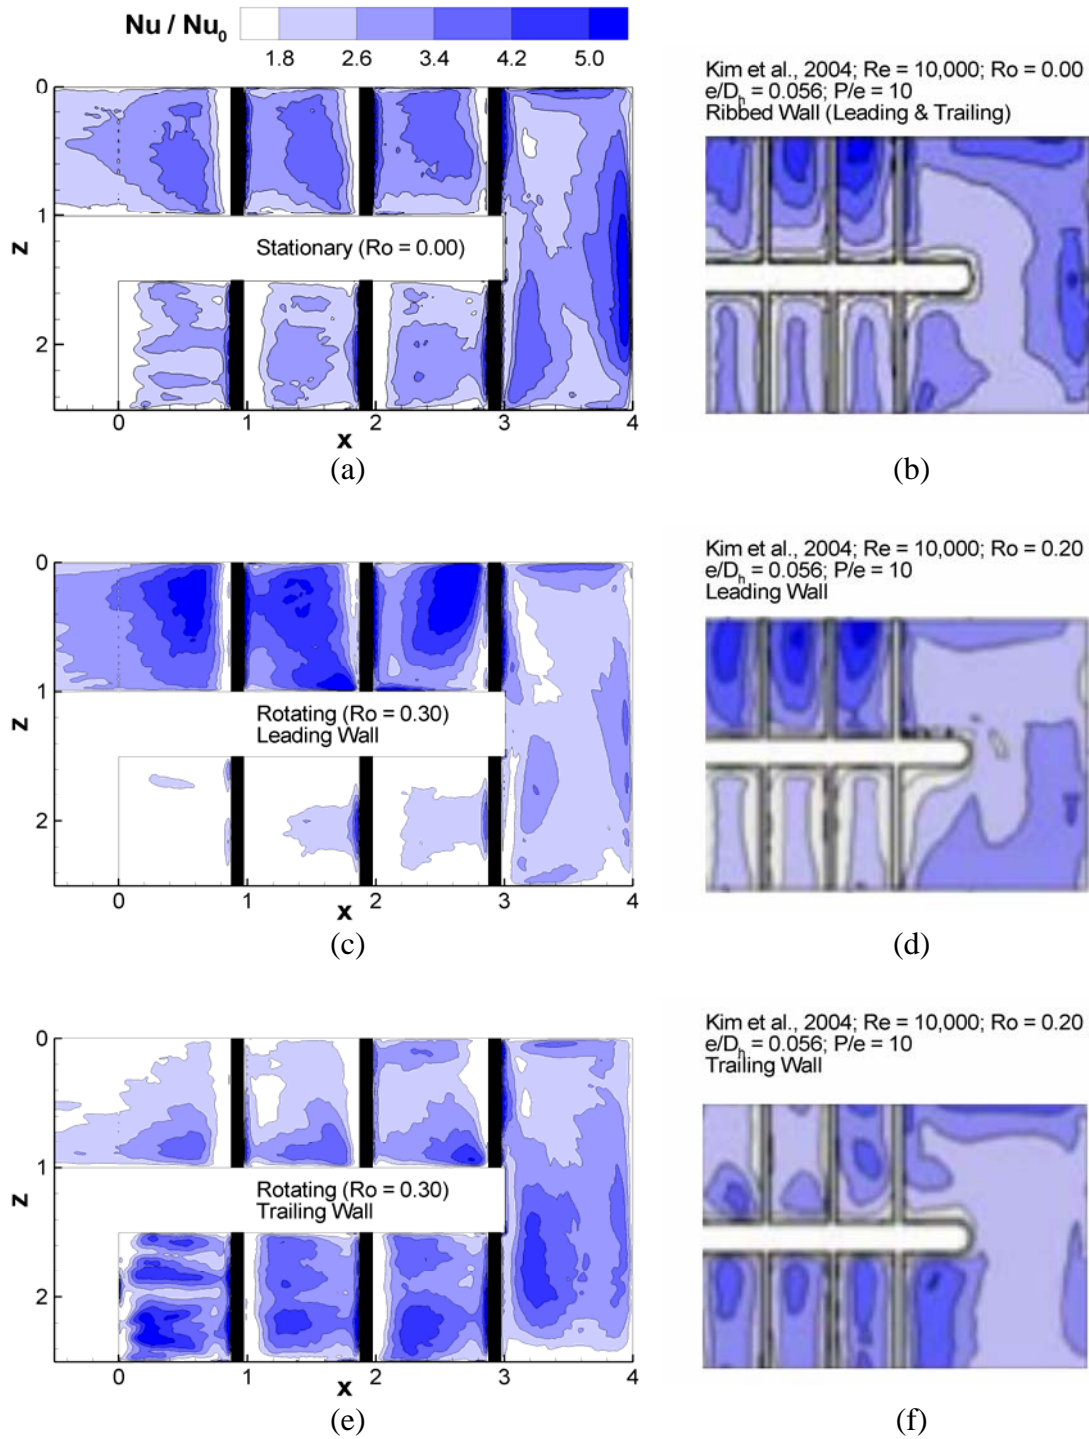 Nu / Nu0
1.8 2.6 3.4 4.2 5.0
0
1
2
z
Stationary (Ro = 0.00)
0 1 2 3 4
x
(a)
Kim et al., 2004; Re = 10,000; Ro = 0.00
e/Dh = 0.056; P/e = 10
Ribbed Wall (Leading & Trailing)
(b)
0
1
2
z
Rotating (Ro = 0.30)
Leading Wall
0 1 2 3 4
x
(c)
Kim et al., 2004; Re = 10,000; Ro = 0.20
e/Dh = 0.056; P/e = 10
Leading Wall
(d)
0
1
2
z
Rotating (Ro = 0.30)
Trailing Wall
0 1 2 3 4
x
(e)
Kim et al., 2004; Re = 10,000; Ro = 0.20
e/Dh = 0.056; P/e = 10
Trailing Wall
(f)